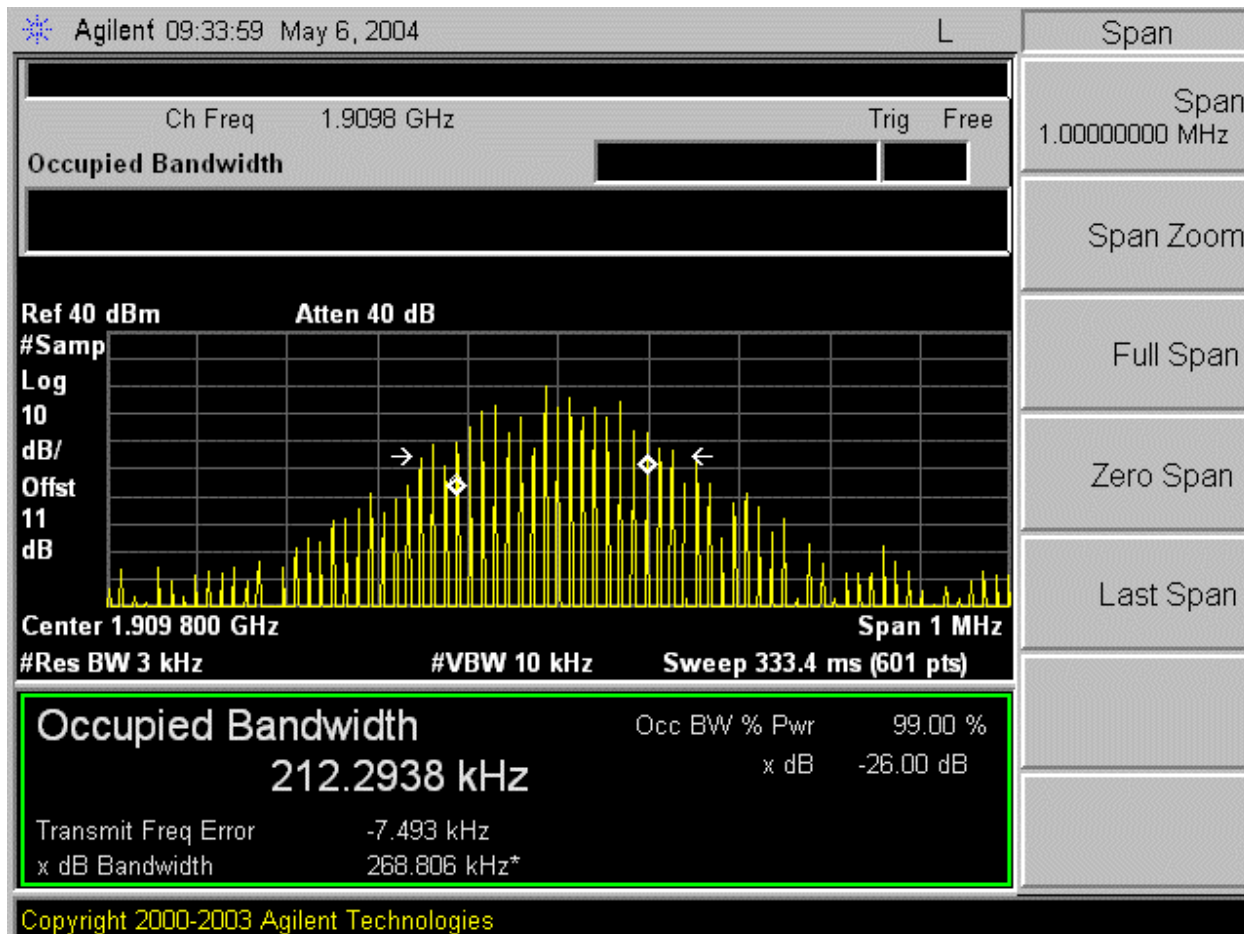 Agilent 09:33:59 May 6, 2004 L
Span
Ch Freq 1.9098 GHz Trig Free
Occupied Bandwidth
Span
1.00000000 MHz
Span Zoom
Full Span
Zero Span
Last Span
Ref 40 dBm Atten 40 dB
#Samp
Log
10
dB/
Offst
11
dB
Center 1.909 800 GHz Span 1 MHz
#Res BW 3 kHz #VBW 10 kHz Sweep 333.4 ms (601 pts)
Occupied Bandwidth Occ BW % Pwr 99.00 %
212.2938 kHz x dB -26.00 dB
Transmit Freq Error -7.493 kHz
x dB Bandwidth 268.806 kHz*
Copyright 2000-2003 Agilent Technologies